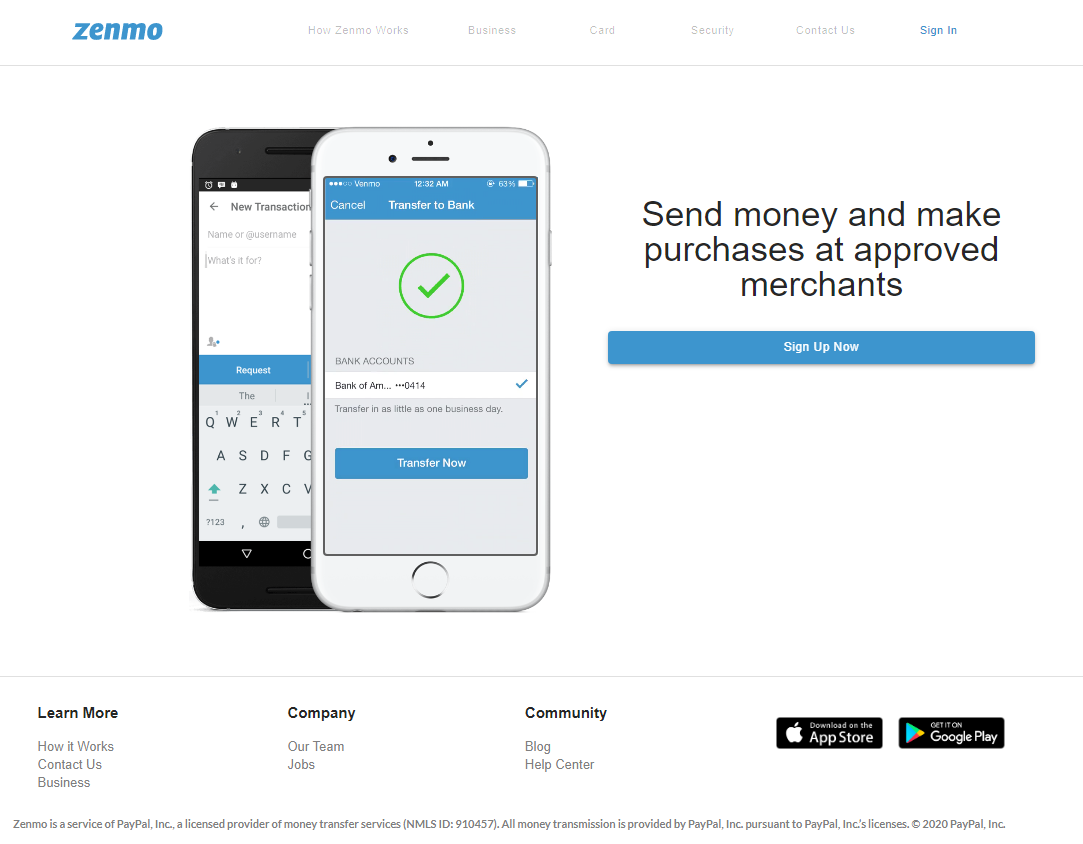 zenmo
How Zenmo Works
Business
Card
Security
Contact Us
Sign In
New Transaction
Name or @username
What's it for?
Request
The
Q W E R T
1 2 3 4 5
A S D F G
Z X C V
?123 ,
Venmo 12:32 AM 63%
Cancel Transfer to Bank
BANK ACCOUNTS
Bank of Am... •••0414
Transfer in as little as one business day.
Transfer Now
Send money and make
purchases at approved
merchants
Sign Up Now
Learn More
How it Works
Contact Us
Business
Company
Our Team
Jobs
Community
Blog
Help Center
Download on the
App Store
GET IT ON
Google Play
Zenmo is a service of PayPal, Inc., a licensed provider of money transfer services (NMLS ID: 910457). All money transmission is provided by PayPal, Inc. pursuant to PayPal, Inc.'s licenses. © 2020 PayPal, Inc.